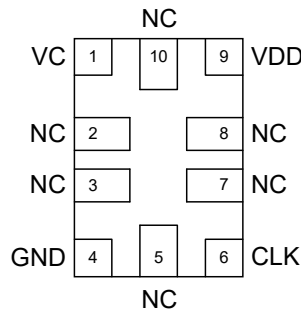 NC
VC 1 10 9 VDD
NC 2 8 NC
NC 3 7 NC
GND 4 5 6 CLK
NC